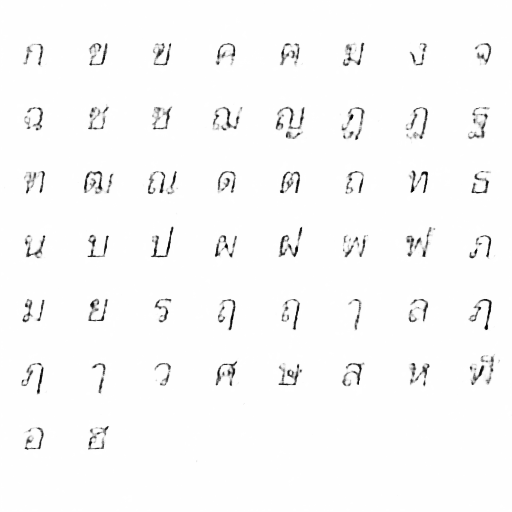 ก ข ฃ ค ฅ ฆ ง จ
ฉ ช ซ ฌ ญ ฎ ฏ ฐ
ฑ ฒ ณ ด ต ถ ท ธ
น บ ป ผ ฝ พ ฟ ภ
ม ย ร ฤ ฤ ๅ ล ฦ
ฦ ๅ ว ศ ษ ส ห ฬ
อ ฮ